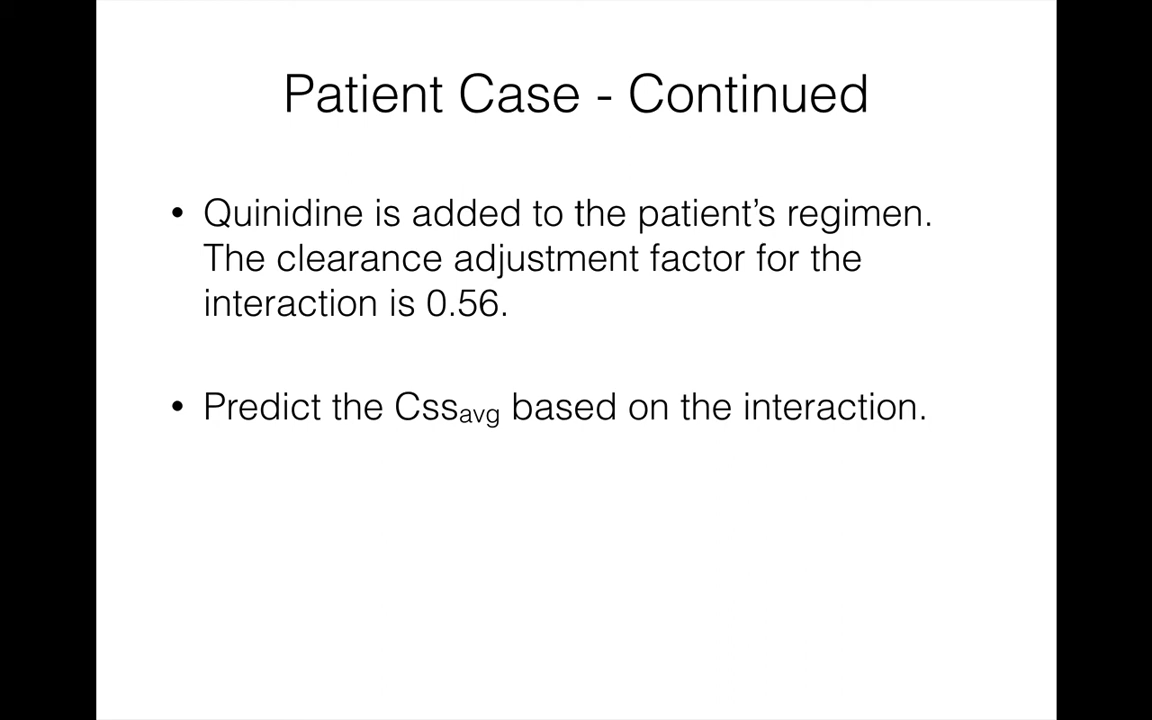 Patient Case - Continued
• Quinidine is added to the patient’s regimen.
The clearance adjustment factor for the
interaction is 0.56.
• Predict the Cssavg based on the interaction.